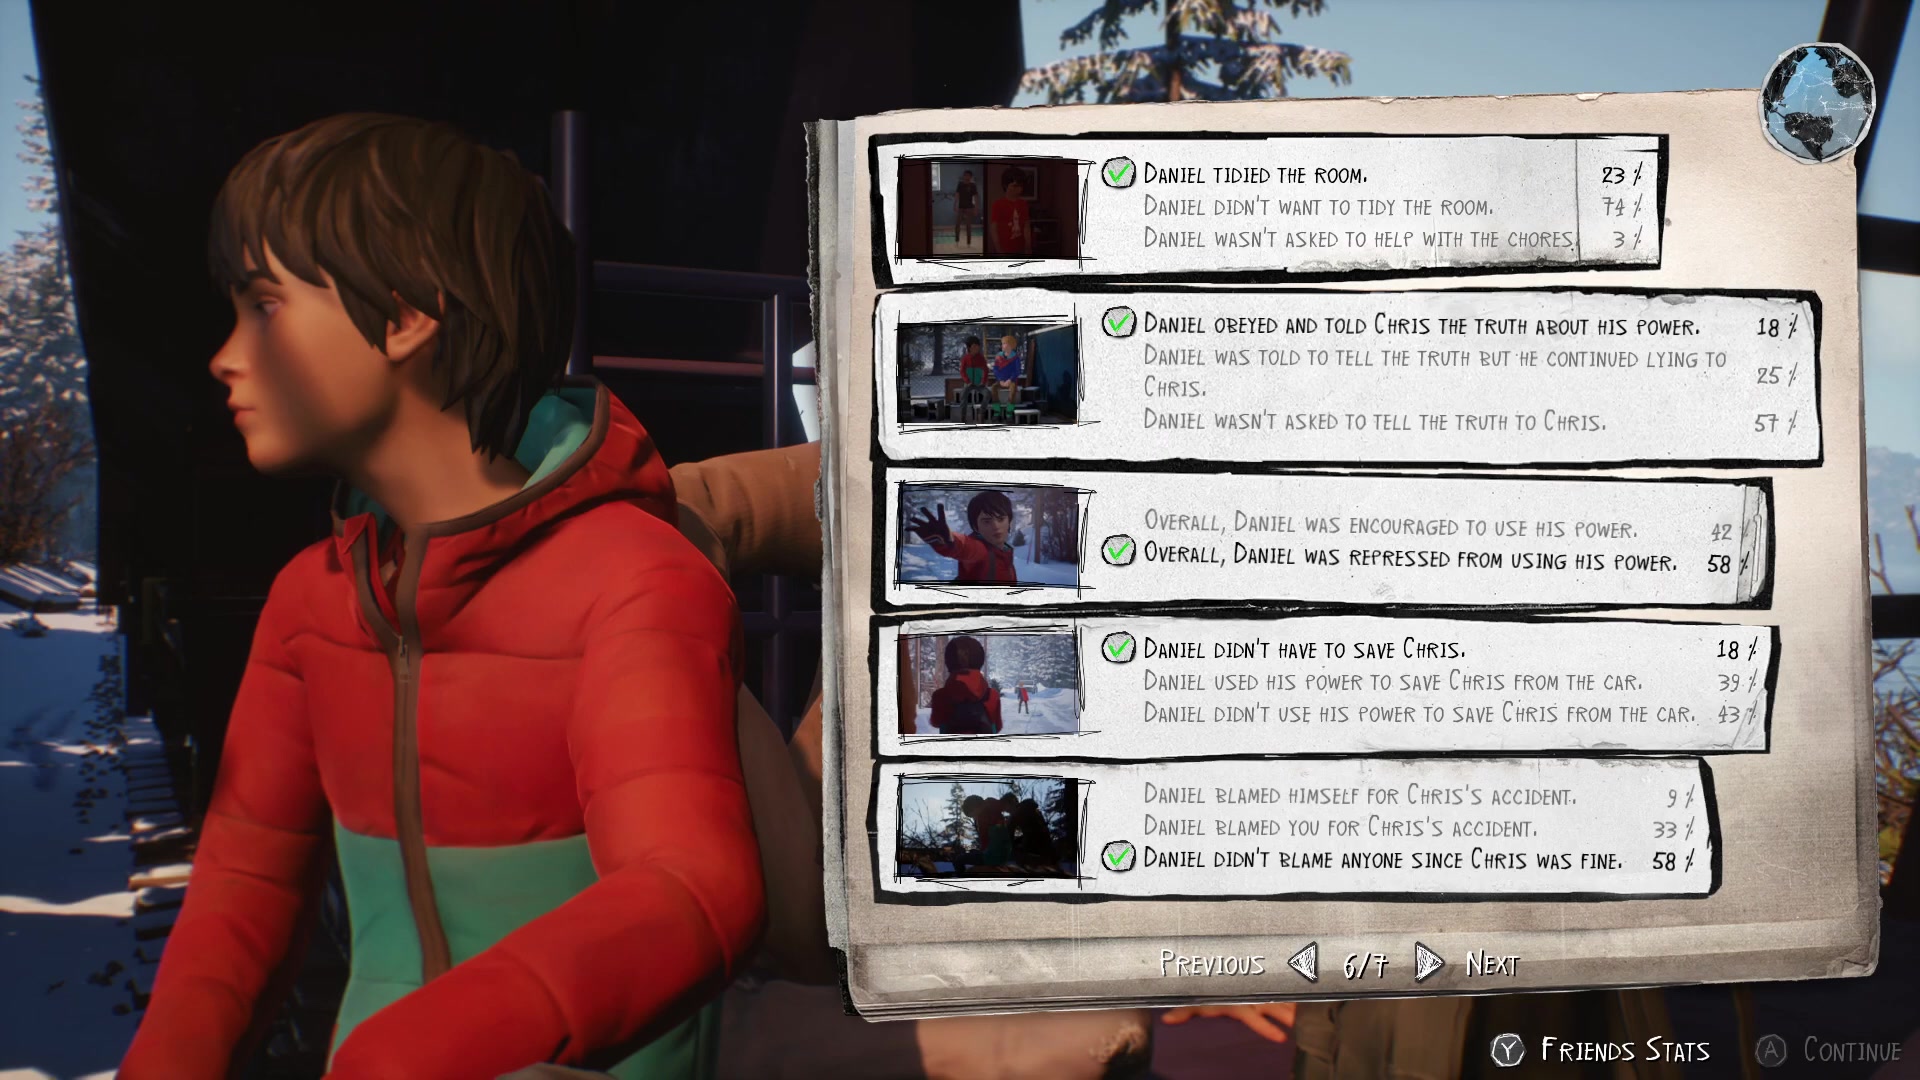 DANIEL TIDIED THE ROOM. 23 %
DANIEL DIDN'T WANT TO TIDY THE ROOM. 74 %
DANIEL WASN'T ASKED TO HELP WITH THE CHORES. 3 %
DANIEL OBEYED AND TOLD CHRIS THE TRUTH ABOUT HIS POWER. 18 %
DANIEL WAS TOLD TO TELL THE TRUTH BUT HE CONTINUED LYING TO
CHRIS. 25 %
DANIEL WASN'T ASKED TO TELL THE TRUTH TO CHRIS. 57 %
OVERALL, DANIEL WAS ENCOURAGED TO USE HIS POWER. 42 %
OVERALL, DANIEL WAS REPRESSED FROM USING HIS POWER. 58 %
DANIEL DIDN'T HAVE TO SAVE CHRIS. 18 %
DANIEL USED HIS POWER TO SAVE CHRIS FROM THE CAR. 39 %
DANIEL DIDN'T USE HIS POWER TO SAVE CHRIS FROM THE CAR. 43 %
DANIEL BLAMED HIMSELF FOR CHRIS'S ACCIDENT. 9 %
DANIEL BLAMED YOU FOR CHRIS'S ACCIDENT. 33 %
DANIEL DIDN'T BLAME ANYONE SINCE CHRIS WAS FINE. 58 %
PREVIOUS 6/7 NEXT
Y FRIENDS STATS A CONTINUE